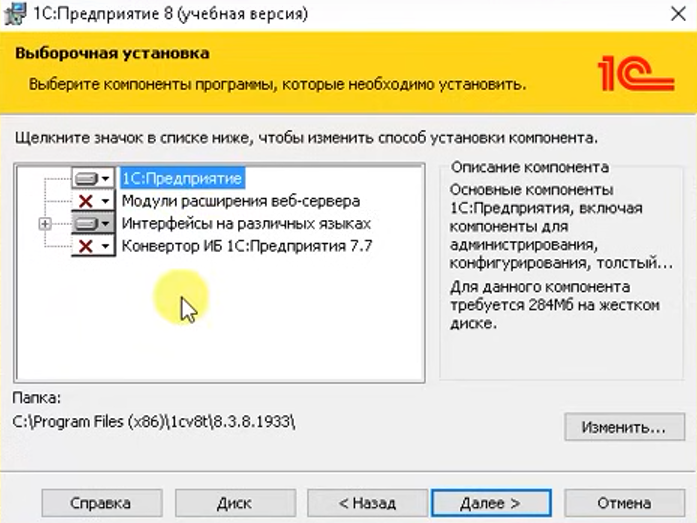 1С:Предприятие 8 (учебная версия)
Выборочная установка
Выберите компоненты программы, которые необходимо установить.
1С
Щелкните значок в списке ниже, чтобы изменить способ установки компонента.
1С:Предприятие
Модули расширения веб-сервера
Интерфейсы на различных языках
Конвертор ИБ 1С:Предприятия 7.7
Описание компонента
Основные компоненты
1С:Предприятия, включая
компоненты для
администрирования,
конфигурирования, толстый...
Для данного компонента
требуется 284Мб на жестком
диске.
Папка:
C:\Program Files (x86)\1cv8t\8.3.8.1933\
Изменить...
Справка
Диск
< Назад
Далее >
Отмена